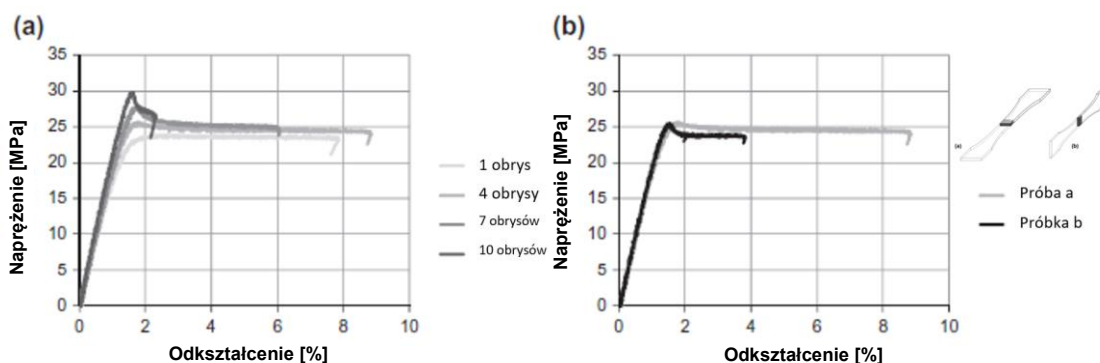 (a)
Naprężenie [MPa]
35
30
25
20
15
10
5
0
0 2 4 6 8 10
Odkształcenie [%]
1 obrys
4 obrysy
7 obrysów
10 obrysów
(b)
Naprężenie [MPa]
35
30
25
20
15
10
5
0
0 2 4 6 8 10
Odkształcenie [%]
(a)
(b)
Próba a
Próbka b